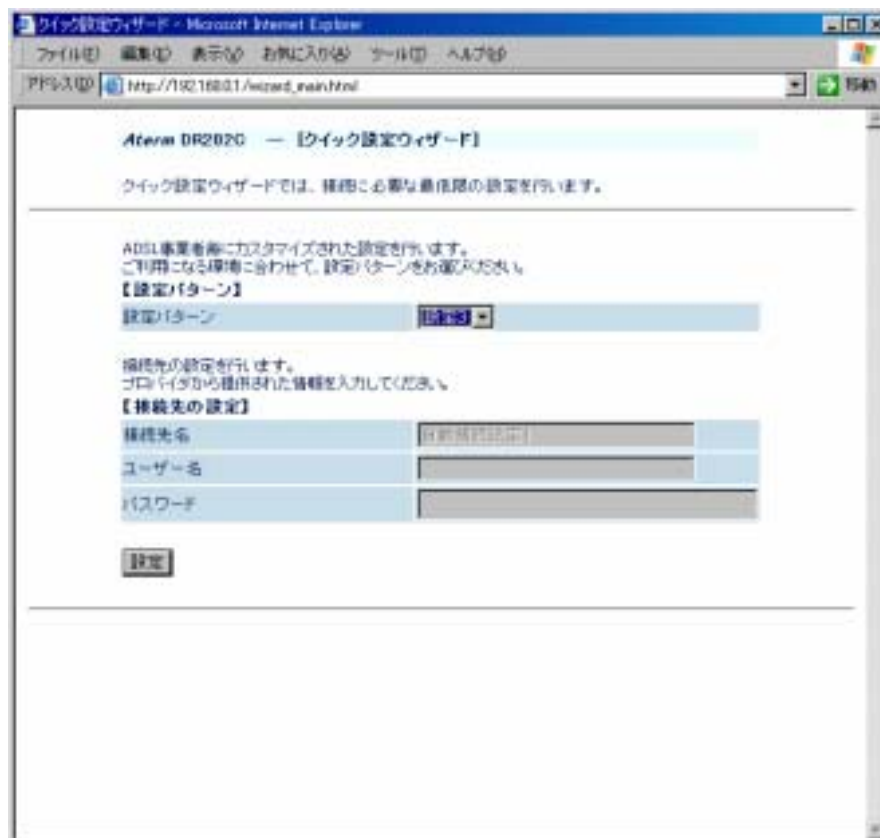 クイック設定ウィザード - Microsoft Internet Explorer
ファイル(F) 編集(E) 表示(V) お気に入り(A) ツール(T) ヘルプ(H)
アドレス(D) http://192.168.0.1/wizard_main.html 移動
Aterm DR202C — [クイック設定ウィザード]
クイック設定ウィザードでは、接続に必要な最低限の設定を行います。
ADSL事業者毎にカスタマイズされた設定を行います。
ご利用になる環境に合わせて、設定パターンをお選びください。
【設定パターン】
設定パターン 設定3
接続先の設定を行います。
プロバイダから提供された情報を入力してください。
【接続先の設定】
接続先名
ユーザー名
パスワード
設定